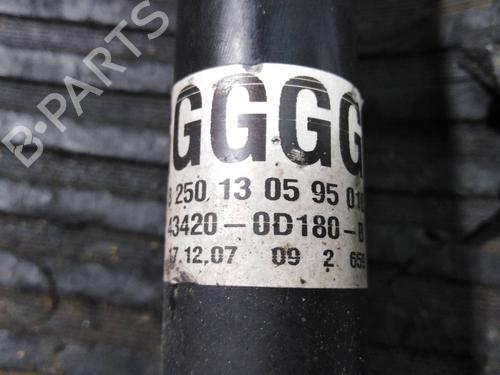 B-PARTS
GGGG
250 13 05 95 01
43420-0D180-B
17.12.07 09 2 65